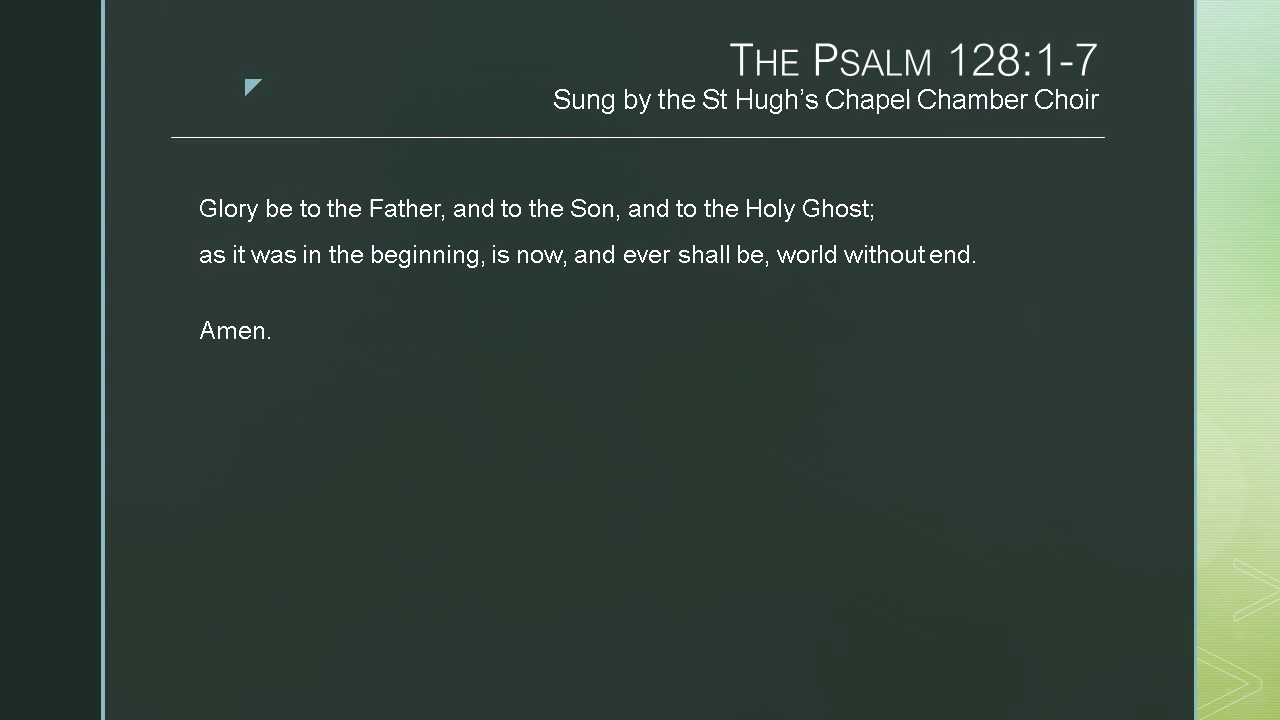 THE PSALM 128:1-7
Sung by the St Hugh’s Chapel Chamber Choir
Glory be to the Father, and to the Son, and to the Holy Ghost;
as it was in the beginning, is now, and ever shall be, world without end.
Amen.